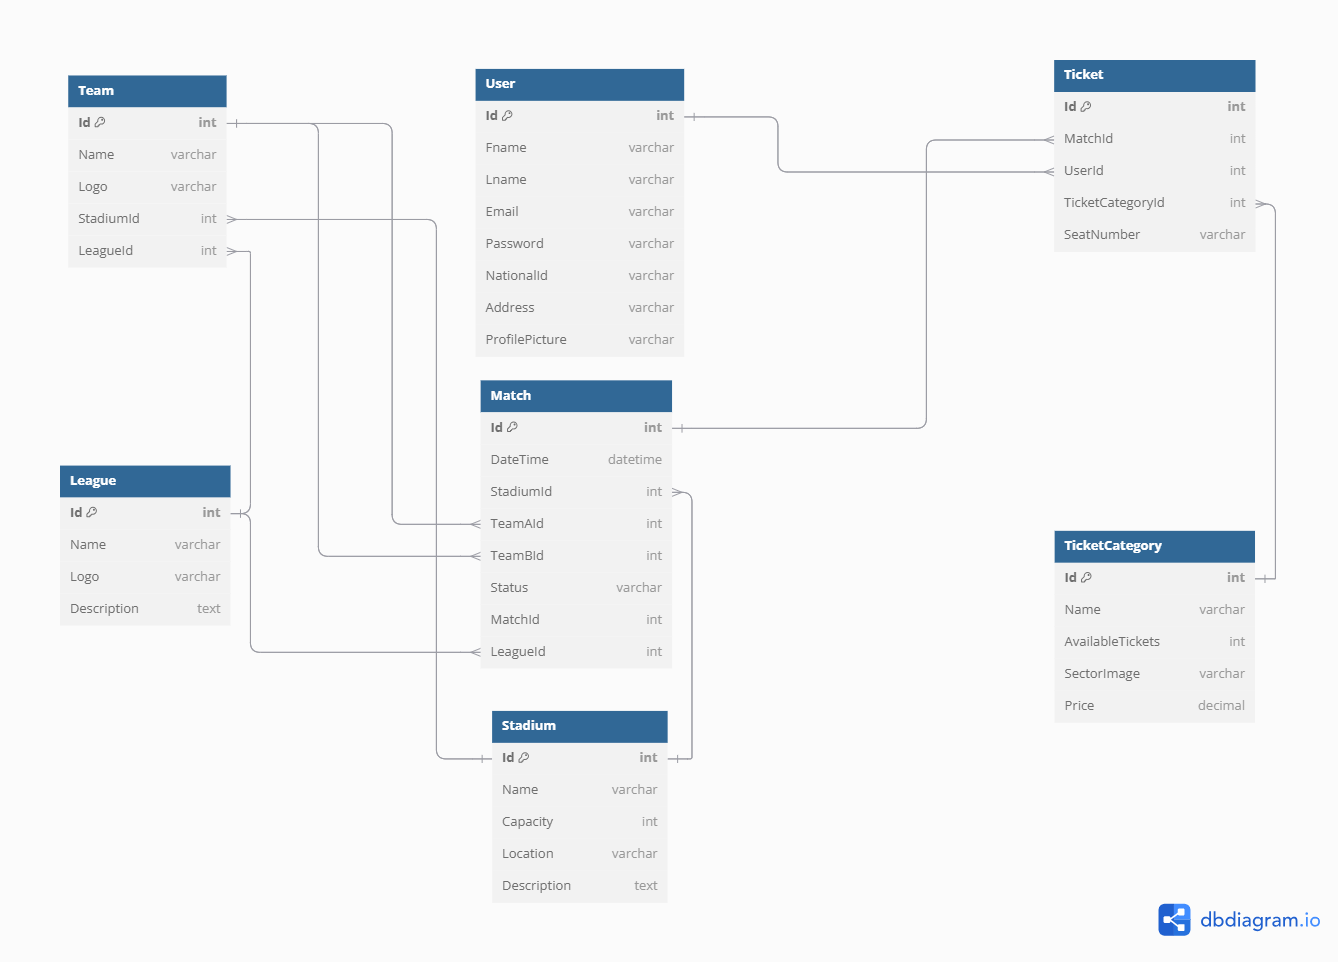 Team
Id int
Name varchar
Logo varchar
StadiumId int
LeagueId int
User
Id int
Fname varchar
Lname varchar
Email varchar
Password varchar
NationalId varchar
Address varchar
ProfilePicture varchar
Ticket
Id int
MatchId int
UserId int
TicketCategoryId int
SeatNumber varchar
Match
Id int
DateTime datetime
StadiumId int
TeamAId int
TeamBId int
Status varchar
MatchId int
LeagueId int
League
Id int
Name varchar
Logo varchar
Description text
TicketCategory
Id int
Name varchar
AvailableTickets int
SectorImage varchar
Price decimal
Stadium
Id int
Name varchar
Capacity int
Location varchar
Description text
dbdiagram.io